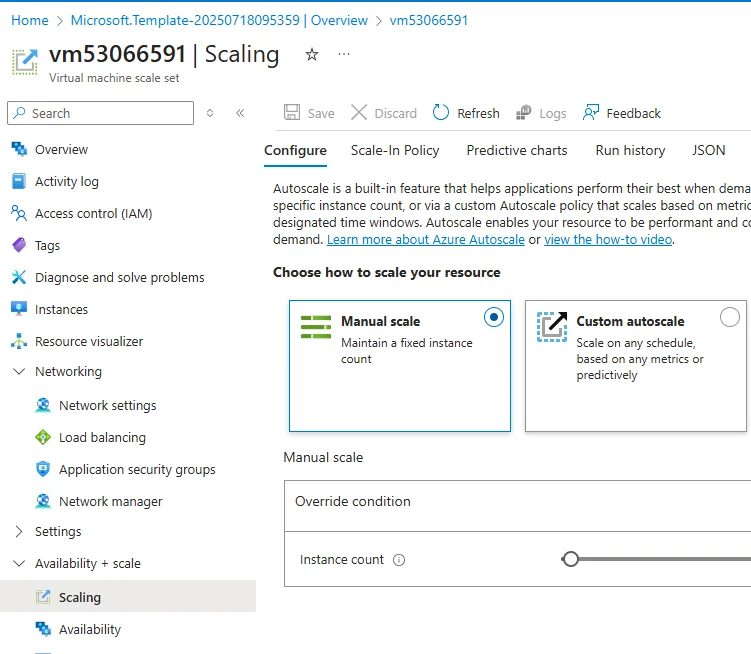 Home > Microsoft.Template-20250718095359 | Overview > vm53066591
vm53066591 | Scaling
Virtual machine scale set
Search
Save Discard Refresh Logs Feedback
Overview
Activity log
Access control (IAM)
Tags
Diagnose and solve problems
Instances
Resource visualizer
Networking
Network settings
Load balancing
Application security groups
Network manager
Settings
Availability + scale
Scaling
Availability
Configure Scale-In Policy Predictive charts Run history JSON
Autoscale is a built-in feature that helps applications perform their best when dema
specific instance count, or via a custom Autoscale policy that scales based on metric
designated time windows. Autoscale enables your resource to be performant and co
demand. Learn more about Azure Autoscale or view the how-to video.
Choose how to scale your resource
Manual scale
Maintain a fixed instance
count
Custom autoscale
Scale on any schedule,
based on any metrics or
predictively
Manual scale
Override condition
Instance count